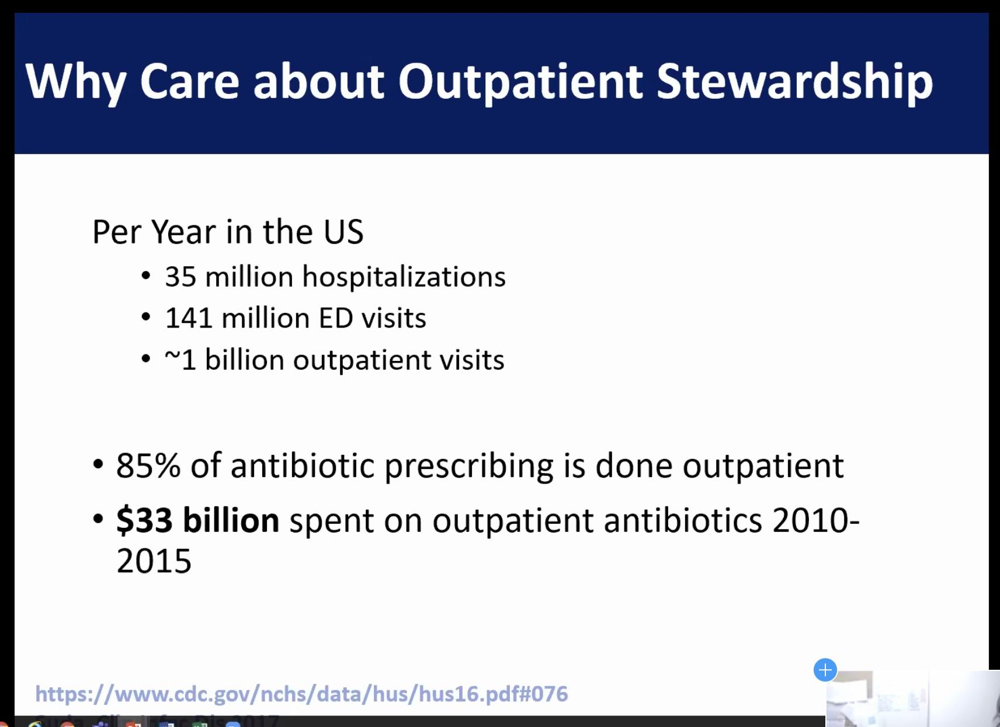 Why Care about Outpatient Stewardship
Per Year in the US
• 35 million hospitalizations
• 141 million ED visits
• ~1 billion outpatient visits
• 85% of antibiotic prescribing is done outpatient
• $33 billion spent on outpatient antibiotics 2010-
2015
https://www.cdc.gov/nchs/data/hus/hus16.pdf#076
2017